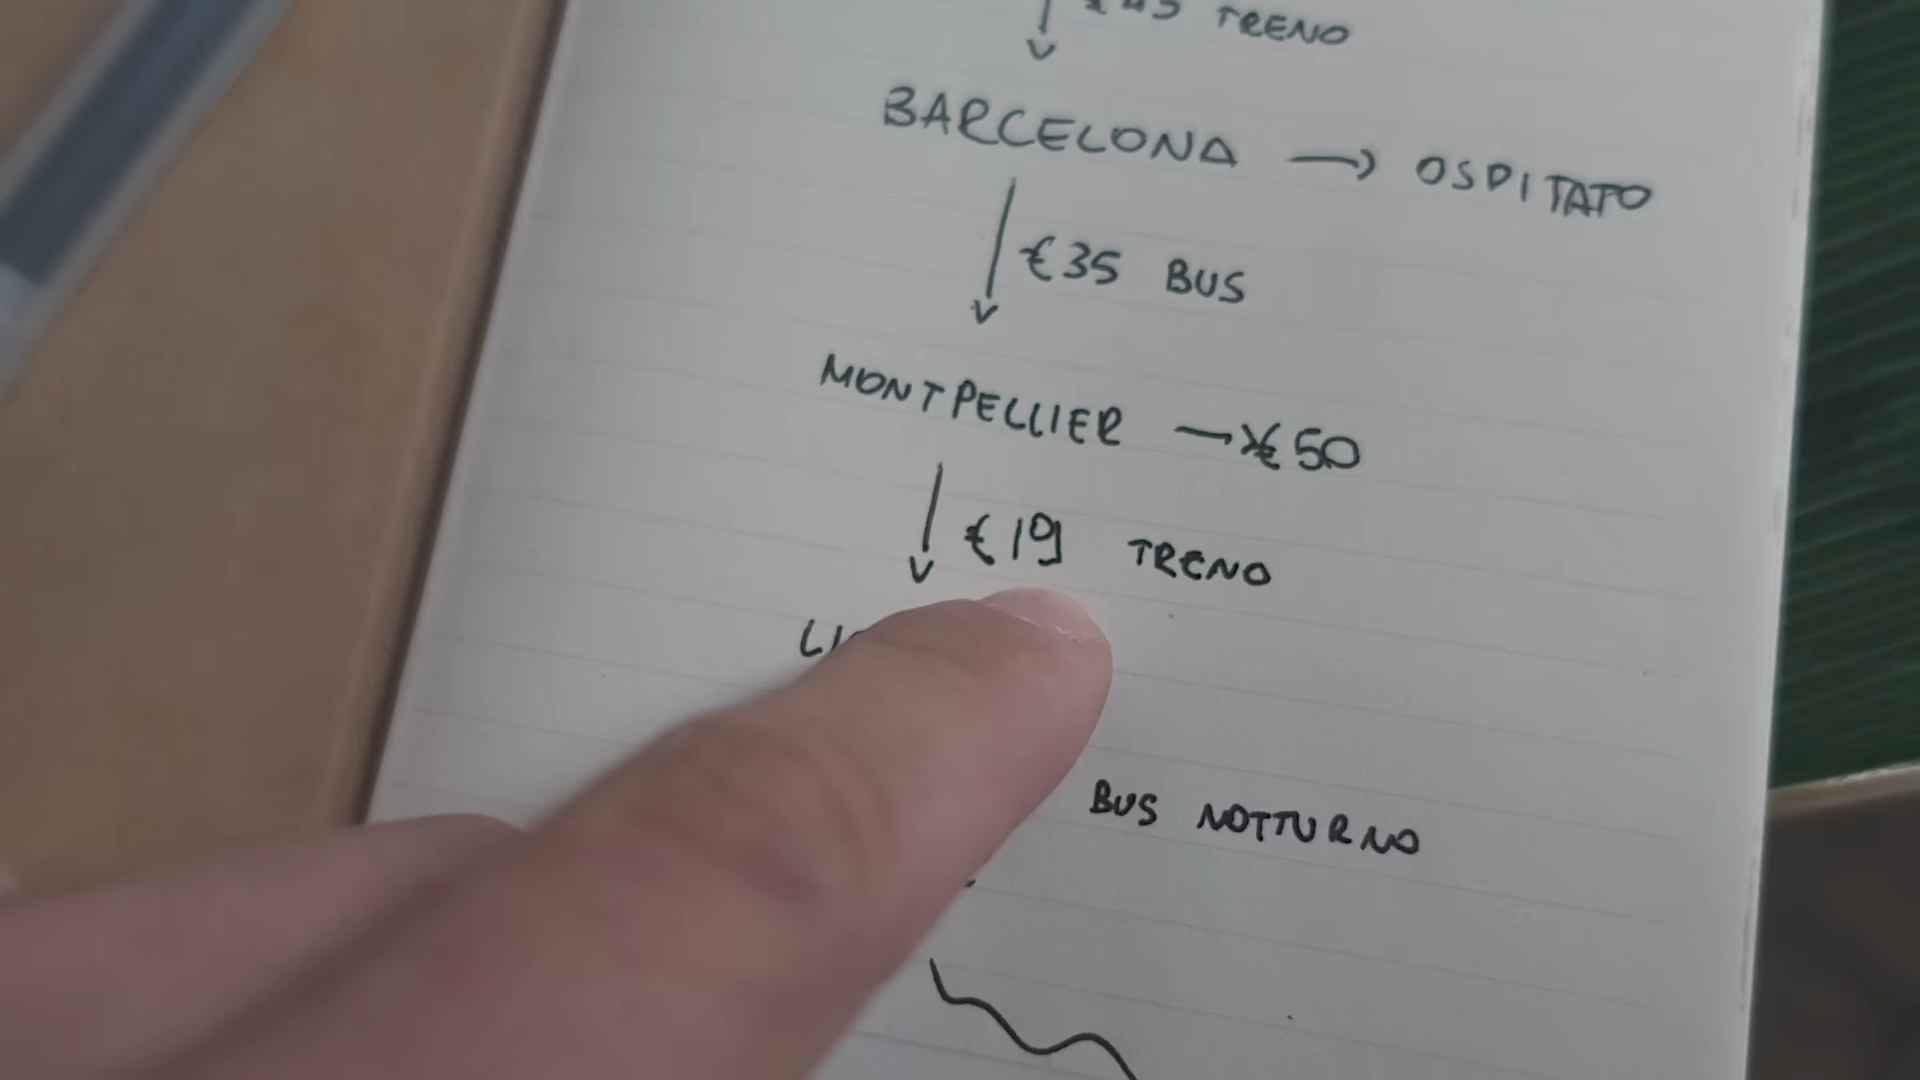 TRENO
BARCELONA → OSPITATO
€35 BUS
MONTPELLIER → €50
€19 TRENO
BUS NOTTURNO